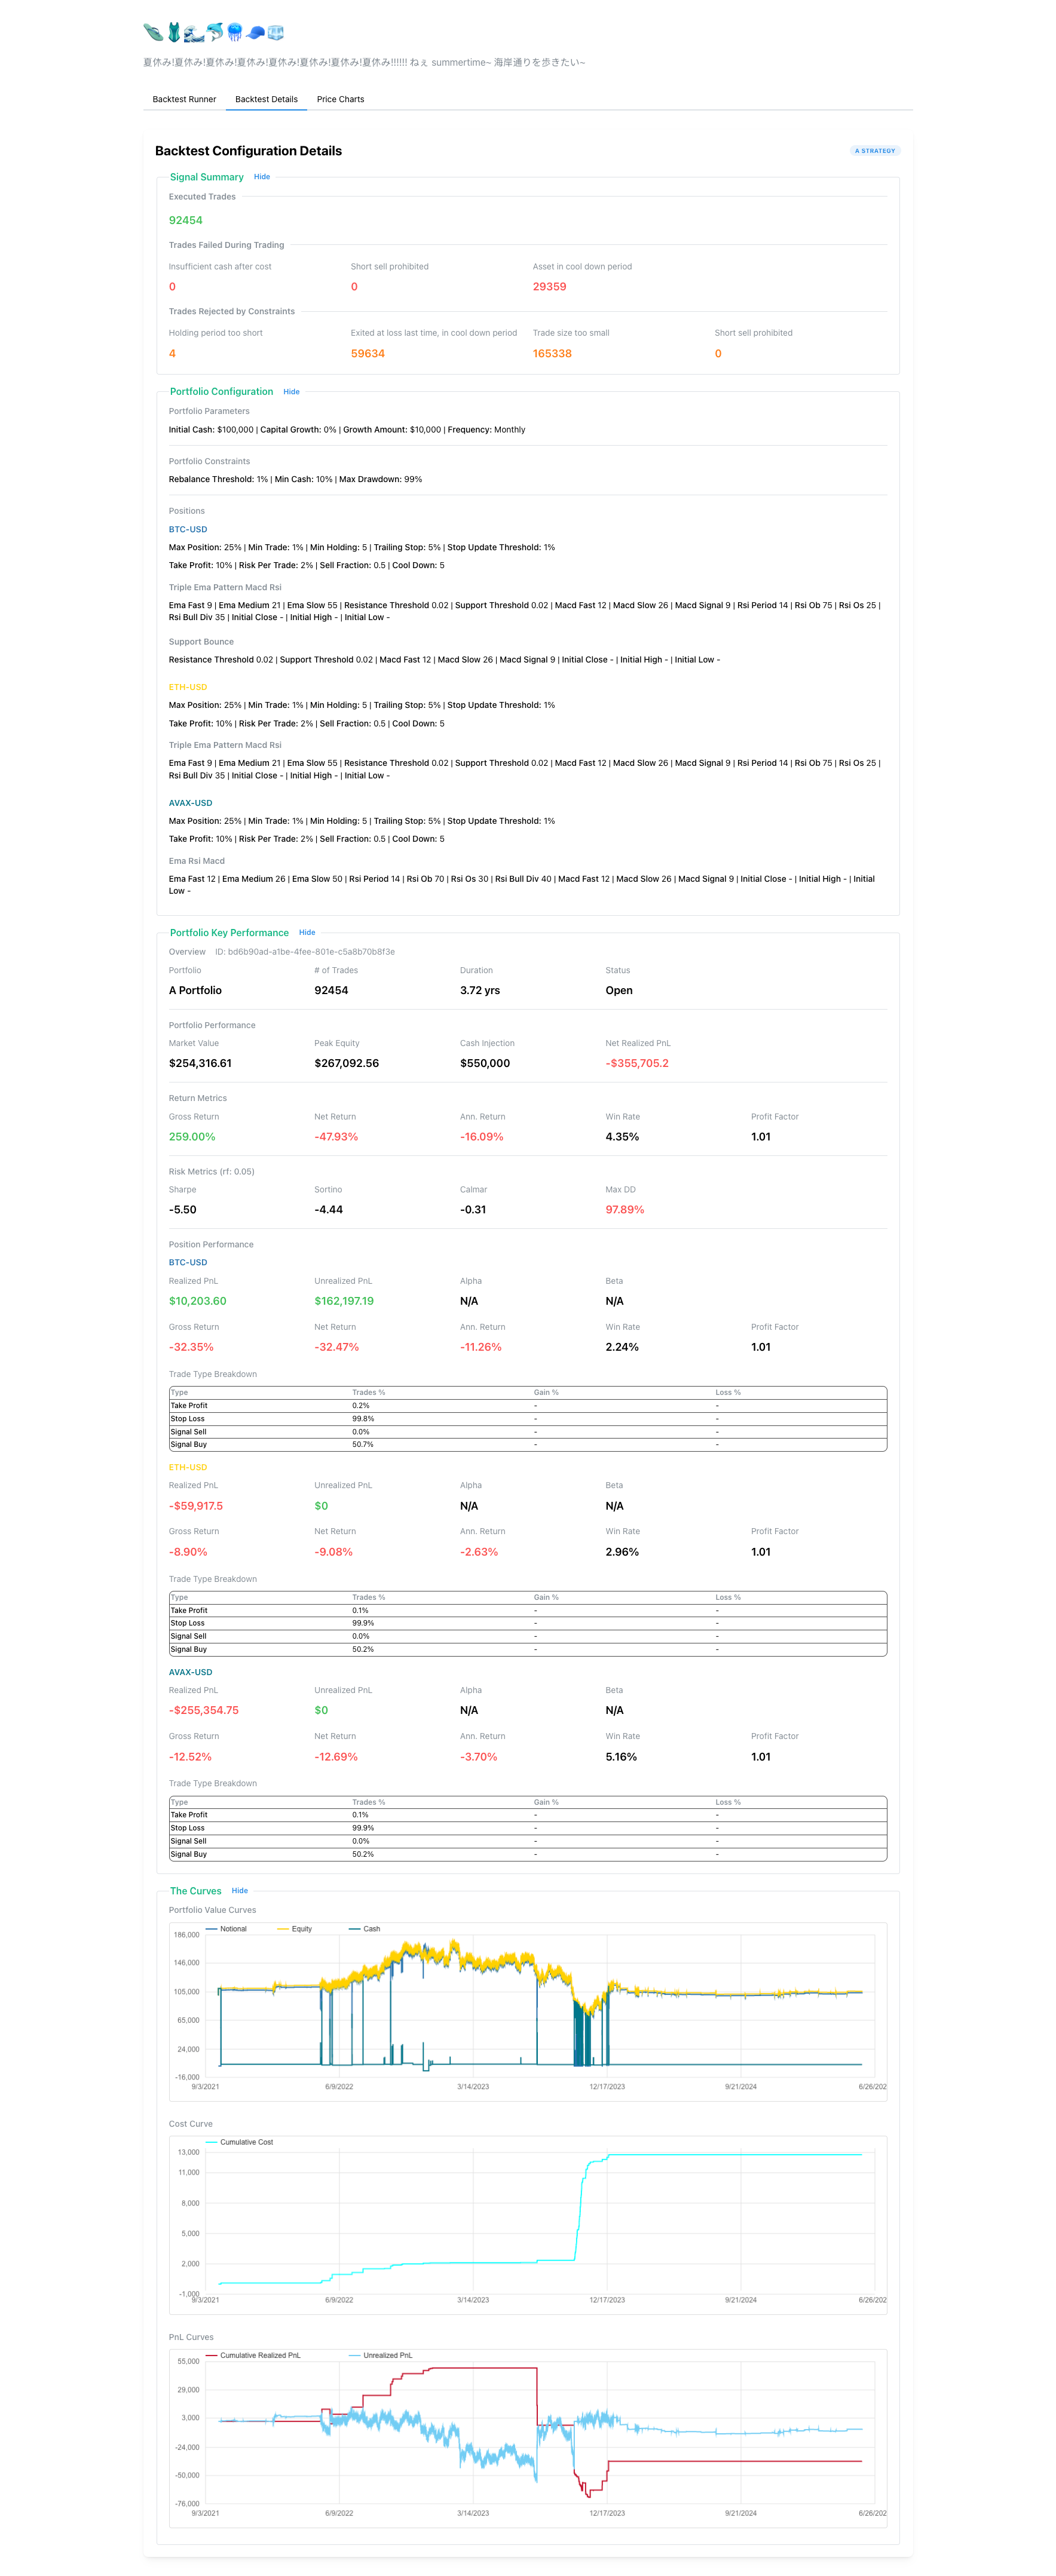 夏休み!夏休み!夏休み!夏休み!夏休み!夏休み!夏休み!夏休み!!!!!! ねぇ summertime~ 海岸通りを歩きたい~
Backtest Runner Backtest Details Price Charts
Backtest Configuration Details A STRATEGY
Signal Summary Hide
Executed Trades
92454
Trades Failed During Trading
Insufficient cash after cost Short sell prohibited Asset in cool down period
0 0 29359
Trades Rejected by Constraints
Holding period too short Exited at loss last time, in cool down period Trade size too small Short sell prohibited
4 59634 165338 0
Portfolio Configuration Hide
Portfolio Parameters
Initial Cash: $100,000 | Capital Growth: 0% | Growth Amount: $10,000 | Frequency: Monthly
Portfolio Constraints
Rebalance Threshold: 1% | Min Cash: 10% | Max Drawdown: 99%
Positions
BTC-USD
Max Position: 25% | Min Trade: 1% | Min Holding: 5 | Trailing Stop: 5% | Stop Update Threshold: 1%
Take Profit: 10% | Risk Per Trade: 2% | Sell Fraction: 0.5 | Cool Down: 5
Triple Ema Pattern Macd Rsi
Ema Fast 9 | Ema Medium 21 | Ema Slow 55 | Resistance Threshold 0.02 | Support Threshold 0.02 | Macd Fast 12 | Macd Slow 26 | Macd Signal 9 | Rsi Period 14 | Rsi Ob 75 | Rsi Os 25 |
Rsi Bull Div 35 | Initial Close - | Initial High - | Initial Low -
Support Bounce
Resistance Threshold 0.02 | Support Threshold 0.02 | Macd Fast 12 | Macd Slow 26 | Macd Signal 9 | Initial Close - | Initial High - | Initial Low -
ETH-USD
Max Position: 25% | Min Trade: 1% | Min Holding: 5 | Trailing Stop: 5% | Stop Update Threshold: 1%
Take Profit: 10% | Risk Per Trade: 2% | Sell Fraction: 0.5 | Cool Down: 5
Triple Ema Pattern Macd Rsi
Ema Fast 9 | Ema Medium 21 | Ema Slow 55 | Resistance Threshold 0.02 | Support Threshold 0.02 | Macd Fast 12 | Macd Slow 26 | Macd Signal 9 | Rsi Period 14 | Rsi Ob 75 | Rsi Os 25 |
Rsi Bull Div 35 | Initial Close - | Initial High - | Initial Low -
AVAX-USD
Max Position: 25% | Min Trade: 1% | Min Holding: 5 | Trailing Stop: 5% | Stop Update Threshold: 1%
Take Profit: 10% | Risk Per Trade: 2% | Sell Fraction: 0.5 | Cool Down: 5
Ema Rsi Macd
Ema Fast 12 | Ema Medium 26 | Ema Slow 50 | Rsi Period 14 | Rsi Ob 70 | Rsi Os 30 | Rsi Bull Div 40 | Macd Fast 12 | Macd Slow 26 | Macd Signal 9 | Initial Close - | Initial High - | Initial
Low -
Portfolio Key Performance Hide
Overview ID: bd6b90ad-a1be-4fee-801e-c5a8b70b8f3e
Portfolio # of Trades Duration Status
A Portfolio 92454 3.72 yrs Open
Portfolio Performance
Market Value Peak Equity Cash Injection Net Realized PnL
$254,316.61 $267,092.56 $550,000 -$355,705.2
Return Metrics
Gross Return Net Return Ann. Return Win Rate Profit Factor
259.00% -47.93% -16.09% 4.35% 1.01
Risk Metrics (rf: 0.05)
Sharpe Sortino Calmar Max DD
-5.50 -4.44 -0.31 97.89%
Position Performance
BTC-USD
Realized PnL Unrealized PnL Alpha Beta
$10,203.60 $162,197.19 N/A N/A
Gross Return Net Return Ann. Return Win Rate Profit Factor
-32.35% -32.47% -11.26% 2.24% 1.01
Trade Type Breakdown
Type Trades % Gain % Loss %
Take Profit 0.2% - -
Stop Loss 99.8% - -
Signal Sell 0.0% - -
Signal Buy 50.7% - -
ETH-USD
Realized PnL Unrealized PnL Alpha Beta
-$59,917.5 $0 N/A N/A
Gross Return Net Return Ann. Return Win Rate Profit Factor
-8.90% -9.08% -2.63% 2.96% 1.01
Trade Type Breakdown
Type Trades % Gain % Loss %
Take Profit 0.1% - -
Stop Loss 99.9% - -
Signal Sell 0.0% - -
Signal Buy 50.2% - -
AVAX-USD
Realized PnL Unrealized PnL Alpha Beta
-$255,354.75 $0 N/A N/A
Gross Return Net Return Ann. Return Win Rate Profit Factor
-12.52% -12.69% -3.70% 5.16% 1.01
Trade Type Breakdown
Type Trades % Gain % Loss %
Take Profit 0.1% - -
Stop Loss 99.9% - -
Signal Sell 0.0% - -
Signal Buy 50.2% - -
The Curves Hide
Portfolio Value Curves
Notional Equity Cash
186,000
146,000
105,000
65,000
24,000
-16,000
9/3/2021 6/9/2022 3/14/2023 12/17/2023 9/21/2024 6/26/202
Cost Curve
Cumulative Cost
13,000
11,000
8,000
5,000
2,000
-1,000
9/3/2021 6/9/2022 3/14/2023 12/17/2023 9/21/2024 6/26/202
PnL Curves
Cumulative Realized PnL Unrealized PnL
55,000
29,000
3,000
-24,000
-50,000
-76,000
9/3/2021 6/9/2022 3/14/2023 12/17/2023 9/21/2024 6/26/202